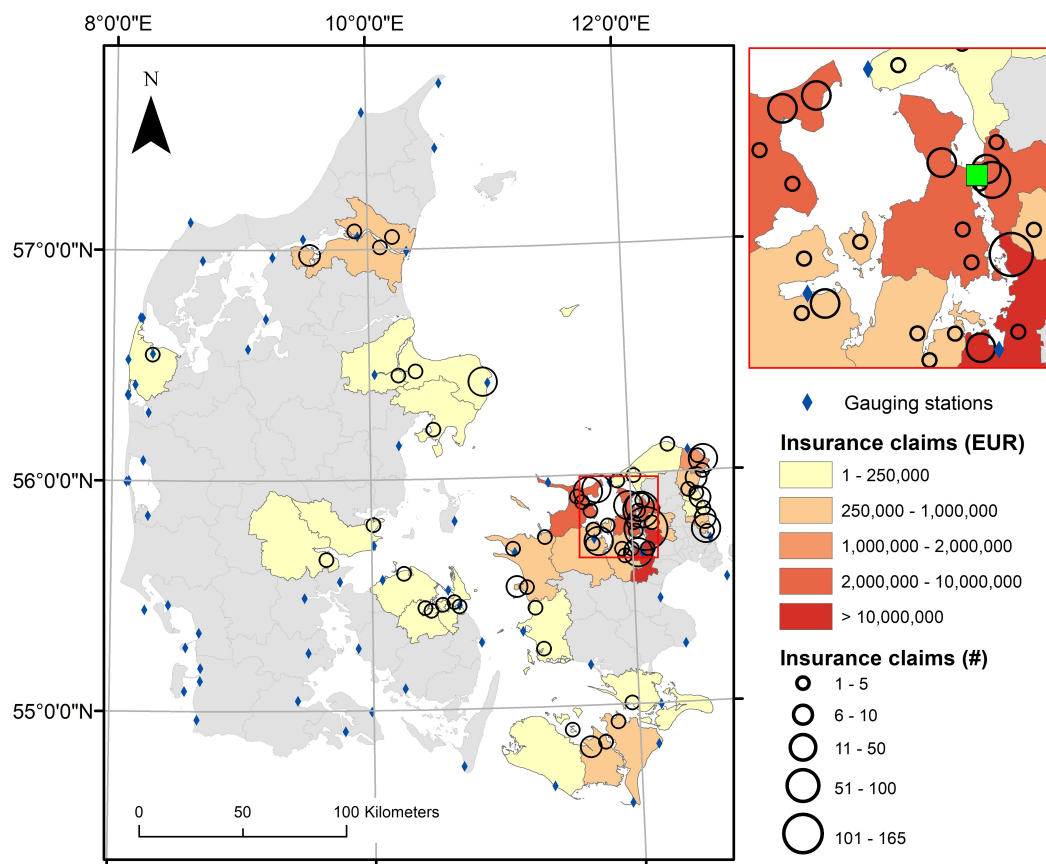 8°0'0"E
10°0'0"E
12°0'0"E
N
57°0'0"N
56°0'0"N
55°0'0"N
0
50
100 Kilometers
Gauging stations
Insurance claims (EUR)
1 - 250,000
250,000 - 1,000,000
1,000,000 - 2,000,000
2,000,000 - 10,000,000
> 10,000,000
Insurance claims (#)
1 - 5
6 - 10
11 - 50
51 - 100
101 - 165